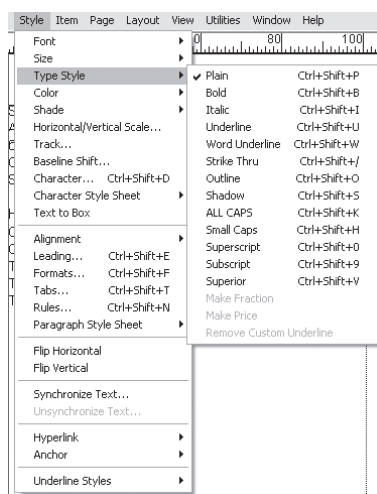 Style Item Page Layout View Utilities Window Help
80 100
Font
Size
Type Style
Color
Shade
Horizontal/Vertical Scale...
Track...
Baseline Shift...
Character... Ctrl+Shift+D
Character Style Sheet
Text to Box
Alignment
Leading... Ctrl+Shift+E
Formats... Ctrl+Shift+F
Tabs... Ctrl+Shift+T
Rules... Ctrl+Shift+N
Paragraph Style Sheet
Flip Horizontal
Flip Vertical
Synchronize Text...
Unsynchronize Text...
Hyperlink
Anchor
Underline Styles
Plain Ctrl+Shift+P
Bold Ctrl+Shift+B
Italic Ctrl+Shift+I
Underline Ctrl+Shift+U
Word Underline Ctrl+Shift+W
Strike Thru Ctrl+Shift+/
Outline Ctrl+Shift+O
Shadow Ctrl+Shift+S
ALL CAPS Ctrl+Shift+K
Small Caps Ctrl+Shift+H
Superscript Ctrl+Shift+0
Subscript Ctrl+Shift+9
Superior Ctrl+Shift+V
Make Fraction
Make Price
Remove Custom Underline